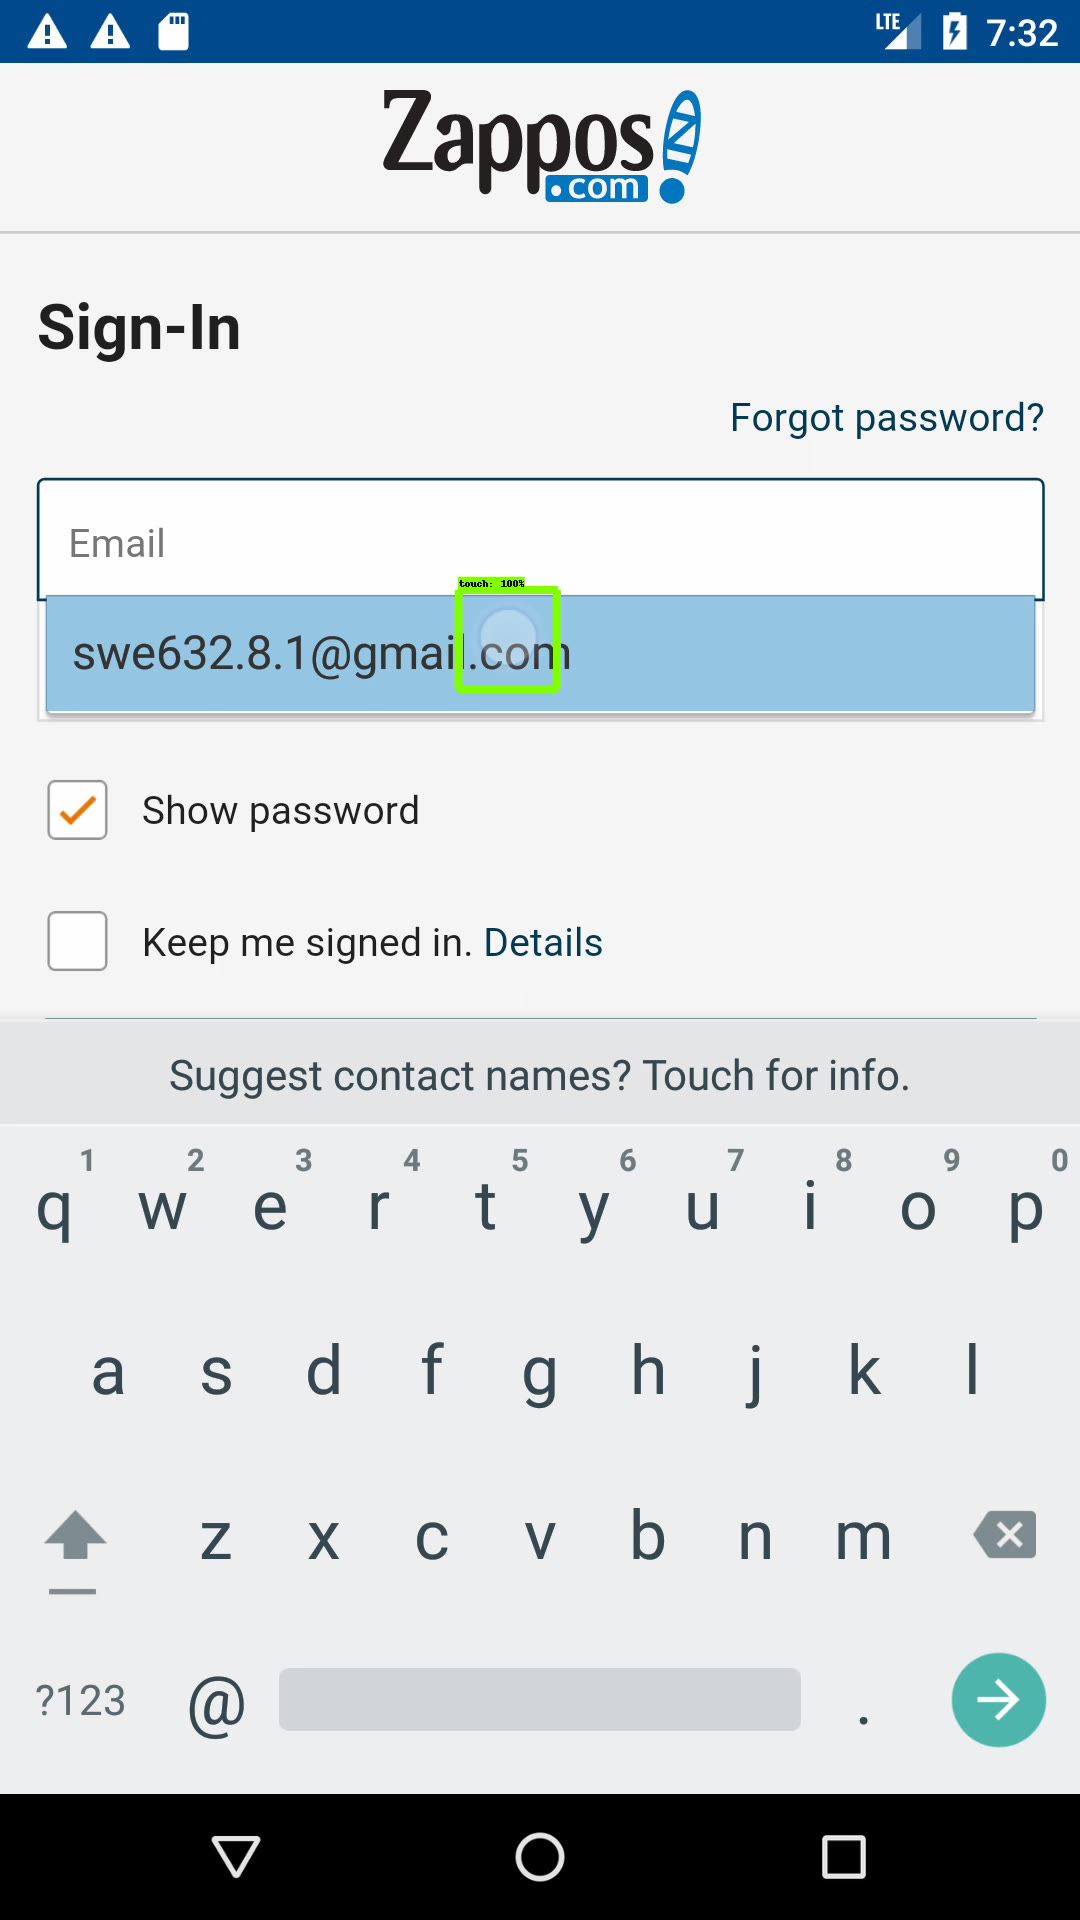 LTE 7:32
Zappos
.com
Sign-In
Forgot password?
Email
touch: 100%
swe632.8.1@gmail.com
Show password
Keep me signed in. Details
Suggest contact names? Touch for info.
1 2 3 4 5 6 7 8 9 0
q w e r t y u i o p
a s d f g h j k l
z x c v b n m
?123 @ .